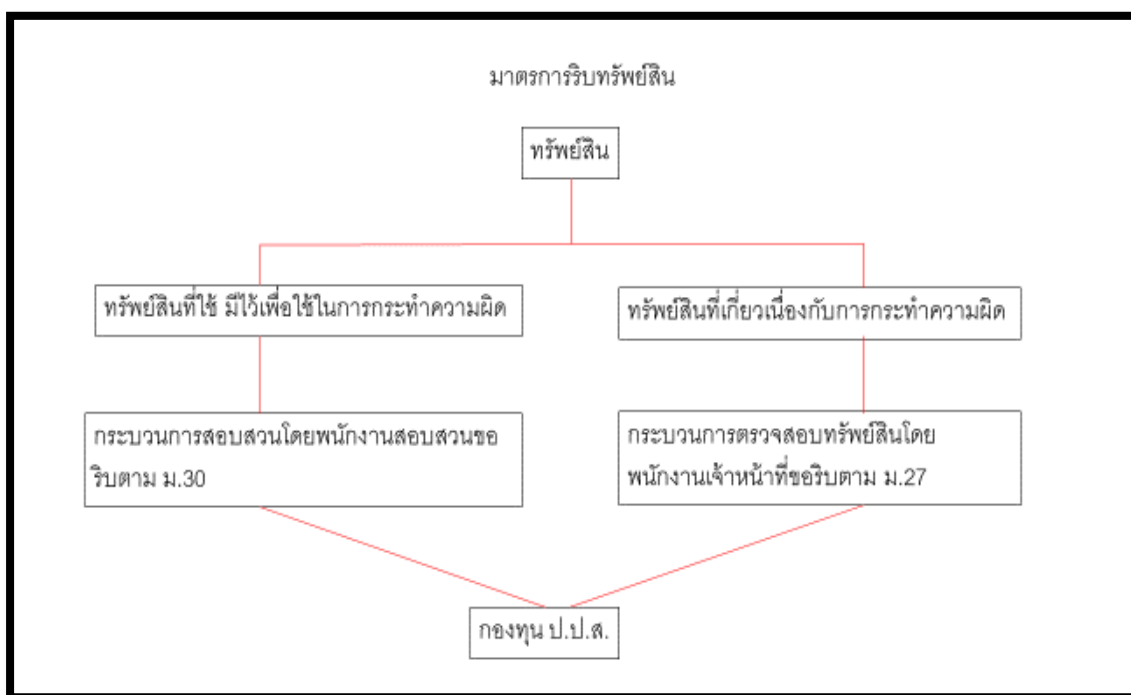 มาตรการริบทรัพย์สิน
ทรัพย์สิน
ทรัพย์สินที่ใช้ มีไว้เพื่อใช้ในการกระทำความผิด
ทรัพย์สินที่เกี่ยวเนื่องกับการกระทำความผิด
กระบวนการสอบสวนโดยพนักงานสอบสวนขอ
ริบตาม ม.30
กระบวนการตรวจสอบทรัพย์สินโดย
พนักงานเจ้าหน้าที่ขอริบตาม ม.27
กองทุน ป.ป.ส.